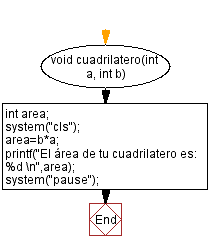 void cuadrilatero(int
a, int b)
int area;
system("cls");
area=b*a;
printf("El área de tu cuadrilatero es:
%d \n",area);
system("pause");
End